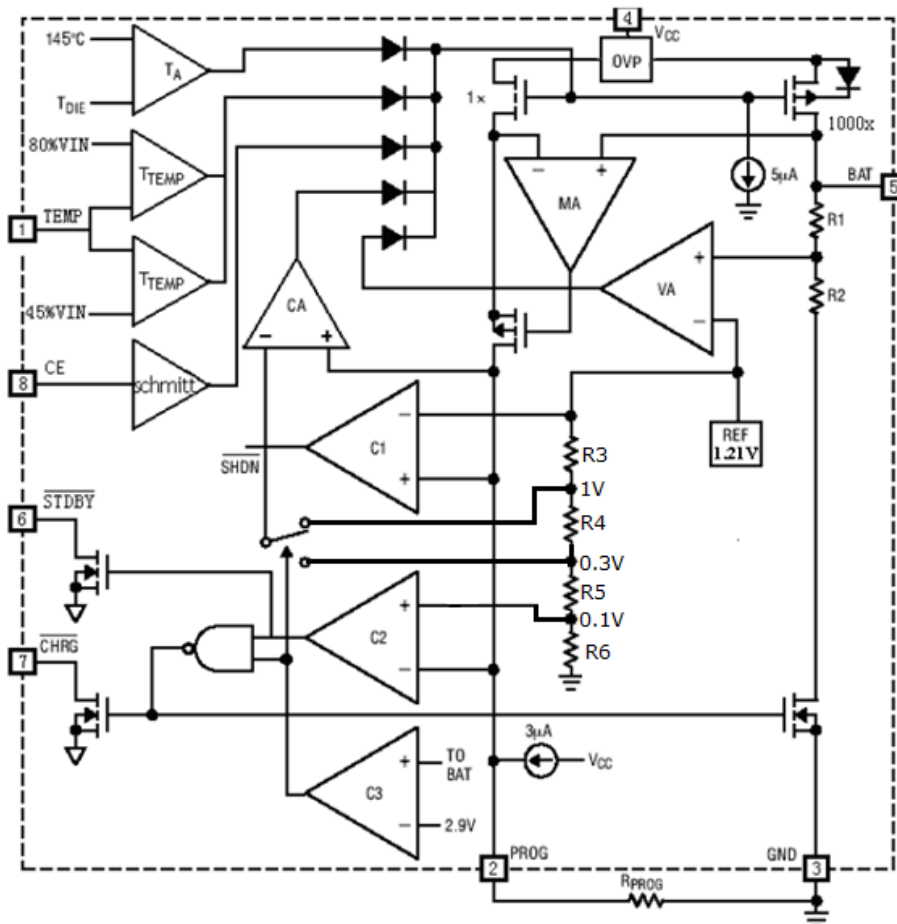 4
VCC
145°C
TA
OVP
TDIE
1×
1000x
80%VIN
TTEMP
5μA
BAT
5
− +
MA
R1
1
TEMP
TTEMP
VA
+
−
R2
45%VIN
CA
− +
8
CE
schmitt
REF
1.21V
−
C1
+
SHDN
R3
1V
R4
6
STDBY
0.3V
R5
+
C2
−
0.1V
R6
7
CHRG
3μA
VCC
+
TO
BAT
C3
−
2.9V
2
PROG
GND
3
RPROG